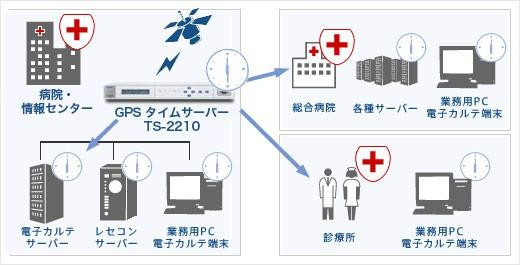 病院・
情報センター
GPS タイムサーバー
TS-2210
電子カルテ
サーバー
レセコン
サーバー
業務用PC
電子カルテ端末
総合病院
各種サーバー
業務用PC
電子カルテ端末
診療所
業務用PC
電子カルテ端末